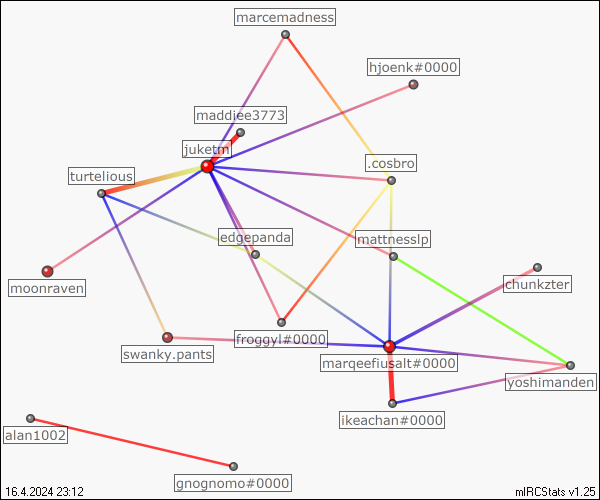 marcemadness
hjoenk#0000
maddiee3773
juketm
.cosbro
turtelious
edgepanda
mattnesslp
chunkzter
moonraven
froggyl#0000
swanky.pants
marqeefiusalt#0000
yoshimanden
ikeachan#0000
alan1002
gnognomo#0000
16.4.2024 23:12
mIRCStats v1.25